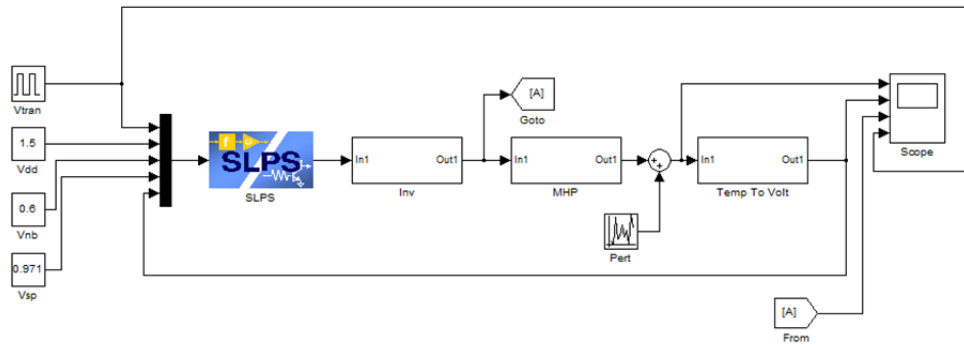 Vtran
1.5
Vdd
0.6
Vnb
0.971
Vsp
f
SLPS
SLPS
In1 Out1
Inv
[A]
Goto
In1 Out1
MHP
+
+
Pert
In1 Out1
Temp To Volt
Scope
[A]
From